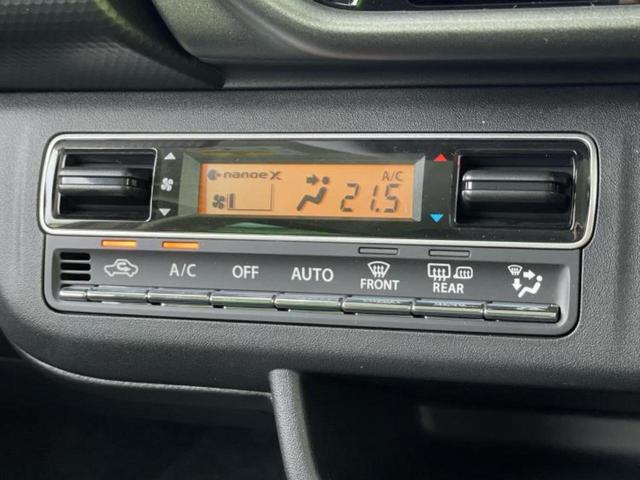 nanoe X
A/C
21.5
A/C
OFF
AUTO
FRONT
REAR